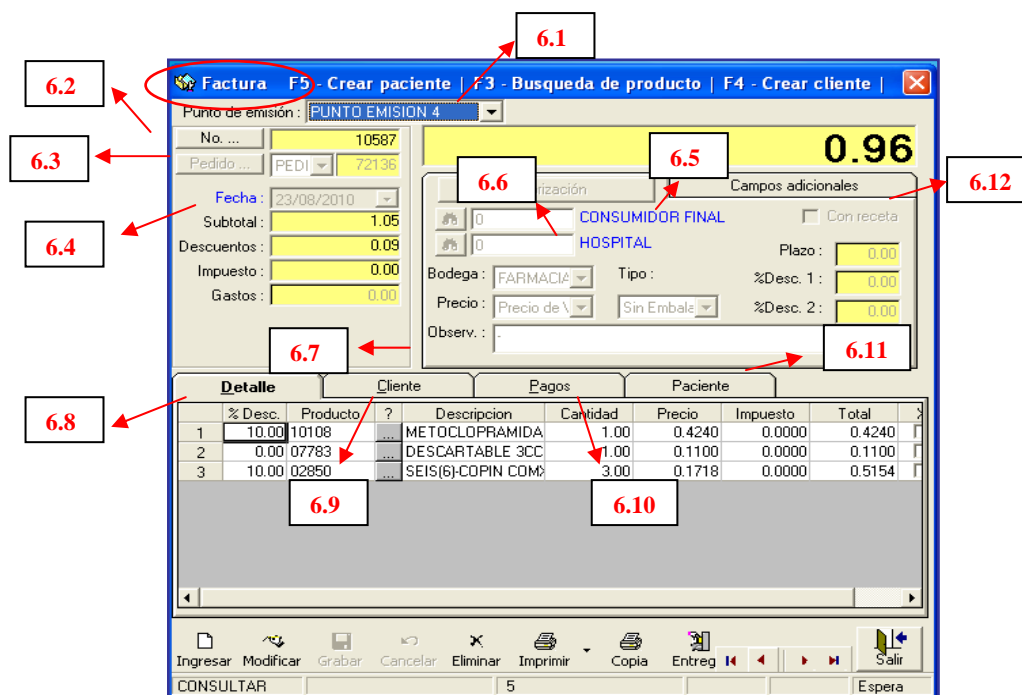 6.1
6.2
Factura F5 - Crear paciente | F3 - Busqueda de producto | F4 - Crear cliente |
Punto de emisión : PUNTO EMISION 4
No. ... 10587
0.96
6.3
Pedido ... PEDI 72136
6.5
6.6
rización
Campos adicionales
6.12
Fecha : 23/08/2010
0 CONSUMIDOR FINAL
Con receta
6.4
Subtotal : 1.05
0 HOSPITAL
Descuentos : 0.09
Plazo : 0.00
Impuesto : 0.00
Bodega : FARMACIA Tipo :
%Desc. 1 : 0.00
Gastos : 0.00
Precio : Precio de V Sin Embala
%Desc. 2 : 0.00
Observ. : -
6.7
6.11
Detalle Cliente Pagos Paciente
6.8
% Desc. Producto ? Descripcion Cantidad Precio Impuesto Total
1 10.00 10108 ... METOCLOPRAMIDA 1.00 0.4240 0.0000 0.4240
2 0.00 07783 ... DESCARTABLE 3CC 1.00 0.1100 0.0000 0.1100
3 10.00 02850 ... SEIS(6)-COPIN COM 3.00 0.1718 0.0000 0.5154
6.9
6.10
Ingresar Modificar Grabar Cancelar Eliminar Imprimir Copia Entreg Salir
CONSULTAR 5 Espera